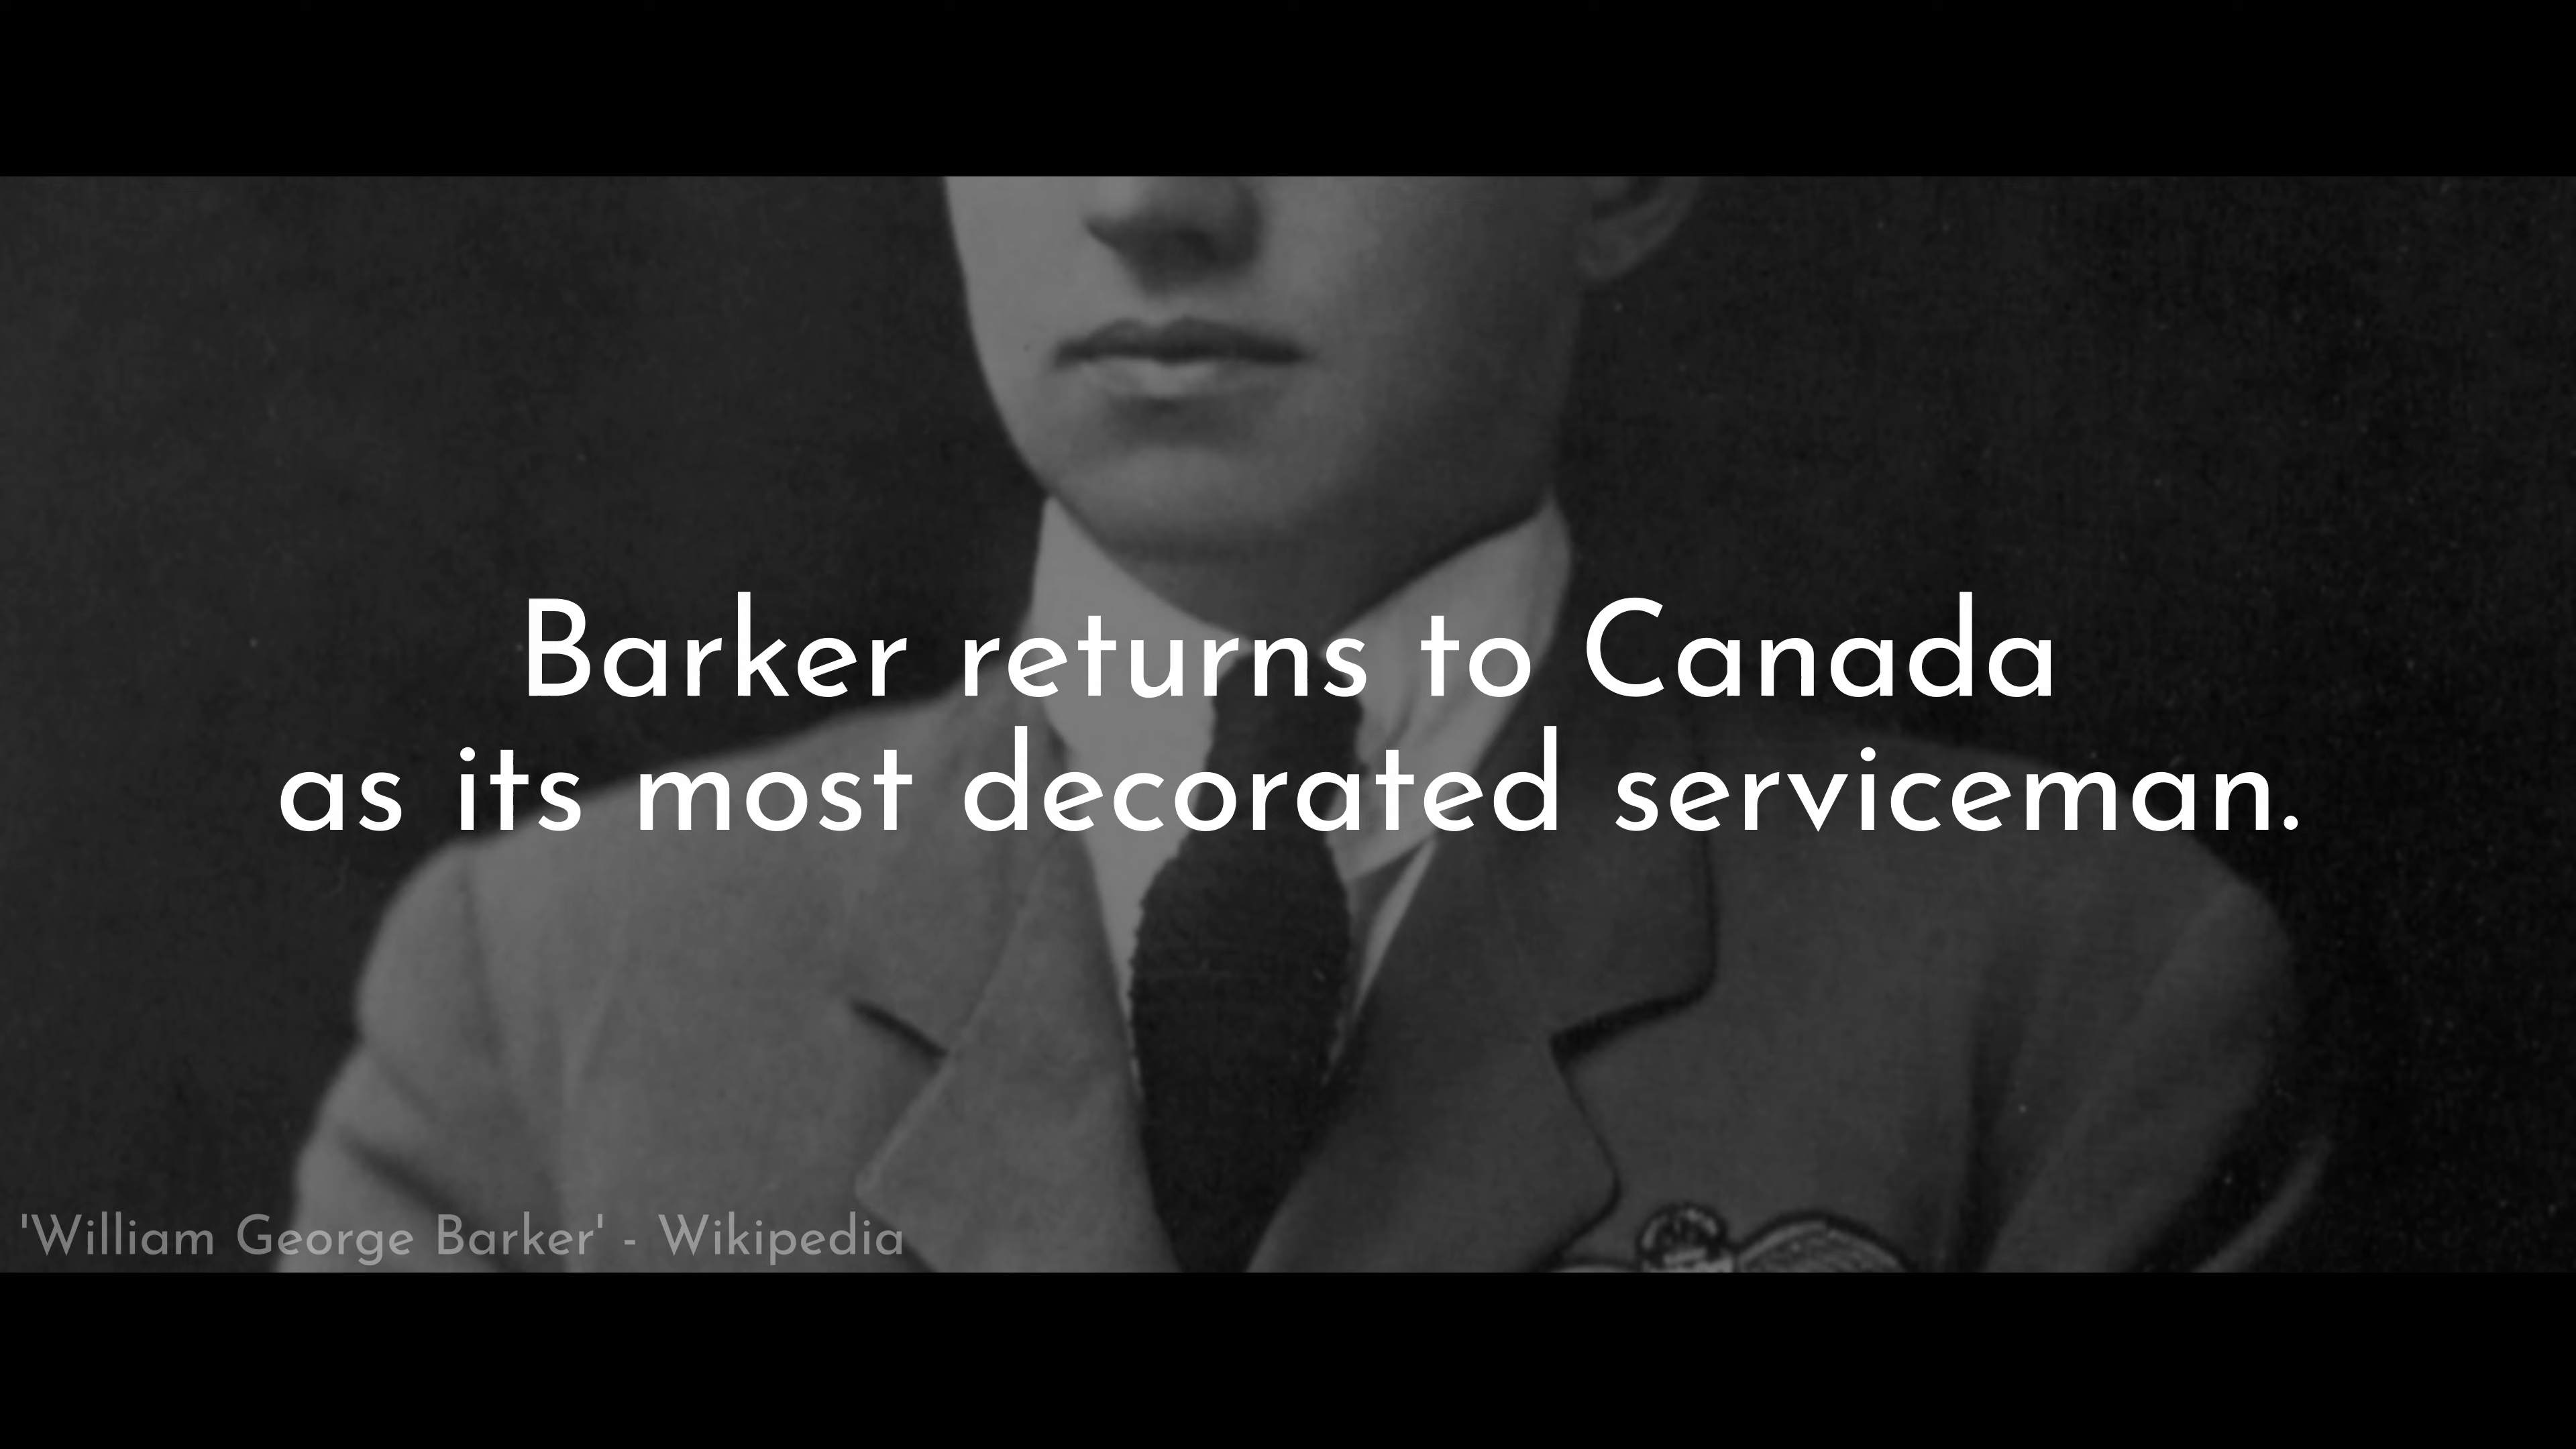 Barker returns to Canada
as its most decorated serviceman.
'William George Barker' - Wikipedia